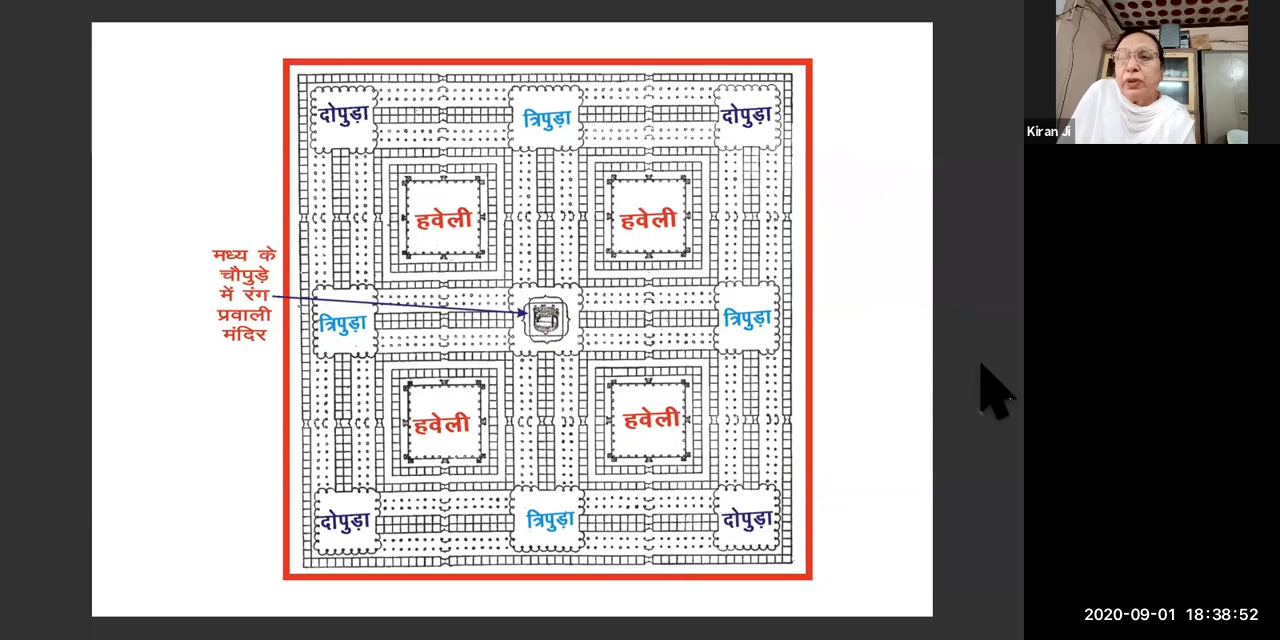 दोपुड़ा
त्रिपुड़ा
दोपुड़ा
हवेली
हवेली
मध्य के
चौपुड़े
में रंग
प्रवाली
मंदिर
त्रिपुड़ा
त्रिपुड़ा
हवेली
हवेली
दोपुड़ा
त्रिपुड़ा
दोपुड़ा
Kiran Ji
2020-09-01 18:38:52